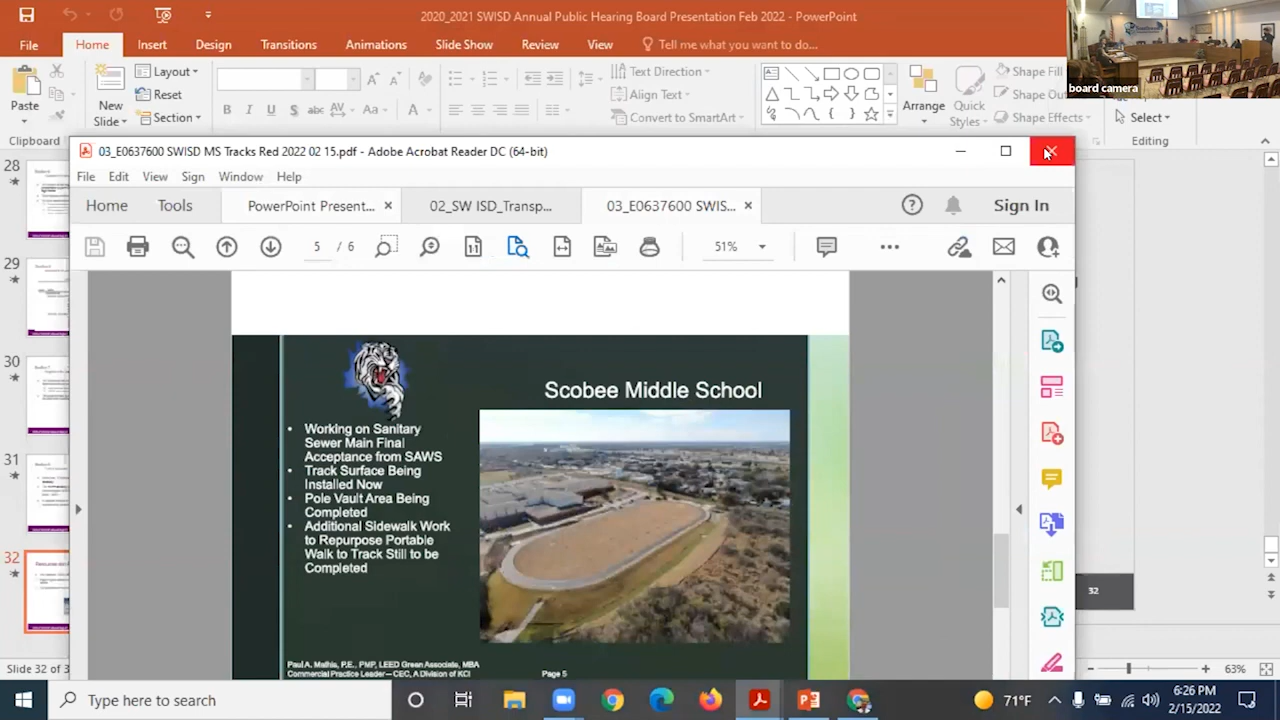 2020_2021 SWISD Annual Public Hearing Board Presentation Feb 2022 - PowerPoint
File Home Insert Design Transitions Animations Slide Show Review View Tell me what you want to do...
Paste
Clipboard
New
Slide
Layout
Reset
Section
B I U S abc AV Aa
Text Direction
Align Text
Convert to SmartArt
Arrange
Quick
Styles
Shape Fill
Shape Effects
Select
Editing
board camera
03_E0637600 SWISD MS Tracks Red 2022 02 15.pdf - Adobe Acrobat Reader DC (64-bit)
File Edit View Sign Window Help
Home Tools PowerPoint Present... 02_SW ISD_Transp... 03_E0637600 SWIS... Sign In
5 / 6 51%
28
29
30
31
32
Scobee Middle School
• Working on Sanitary
Sewer Main Final
Acceptance from SAWS
• Track Surface Being
Installed Now
• Pole Vault Area Being
Completed
• Additional Sidewalk Work
to Repurpose Portable
Walk to Track Still to be
Completed
Paul A. Mathis, P.E., PMP, LEED Green Associate, MBA
Commercial Practice Leader – CEC, A Division of KCI
Page 5
32
Slide 32 of 3
63%
Type here to search
71°F
6:26 PM
2/15/2022